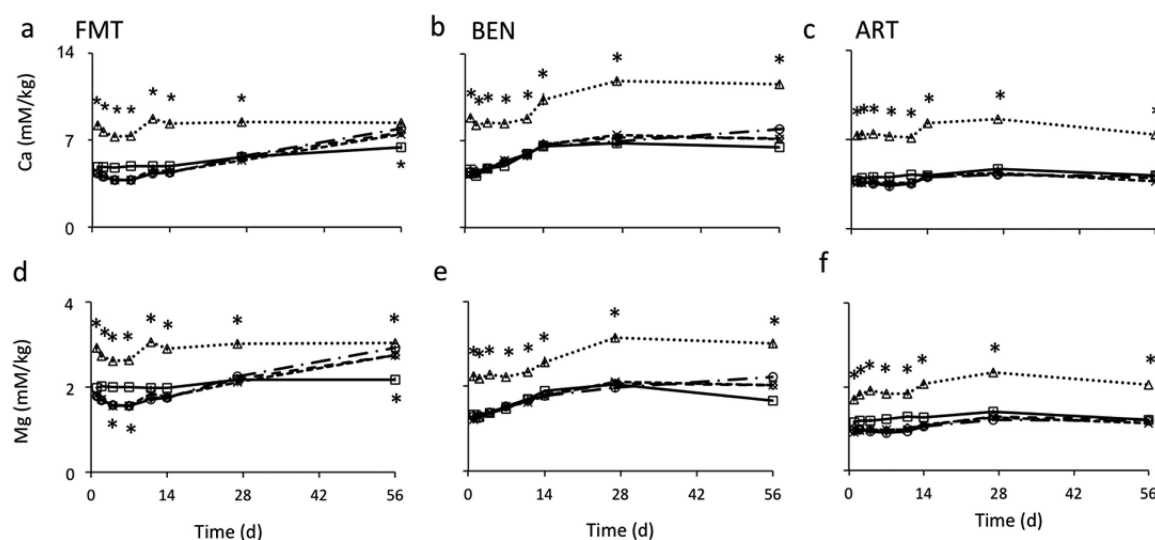 a FMT b BEN c ART
14
Ca (mM/kg)
7
0
* * * * * * *
*
* * * * * * * *
* * * * * * * *
d e f
4
Mg (mM/kg)
2
0
* * * * * * * *
* * *
* * * * * * * *
* * * * * * * *
0 14 28 42 56 0 14 28 42 56 0 14 28 42 56
Time (d) Time (d) Time (d)